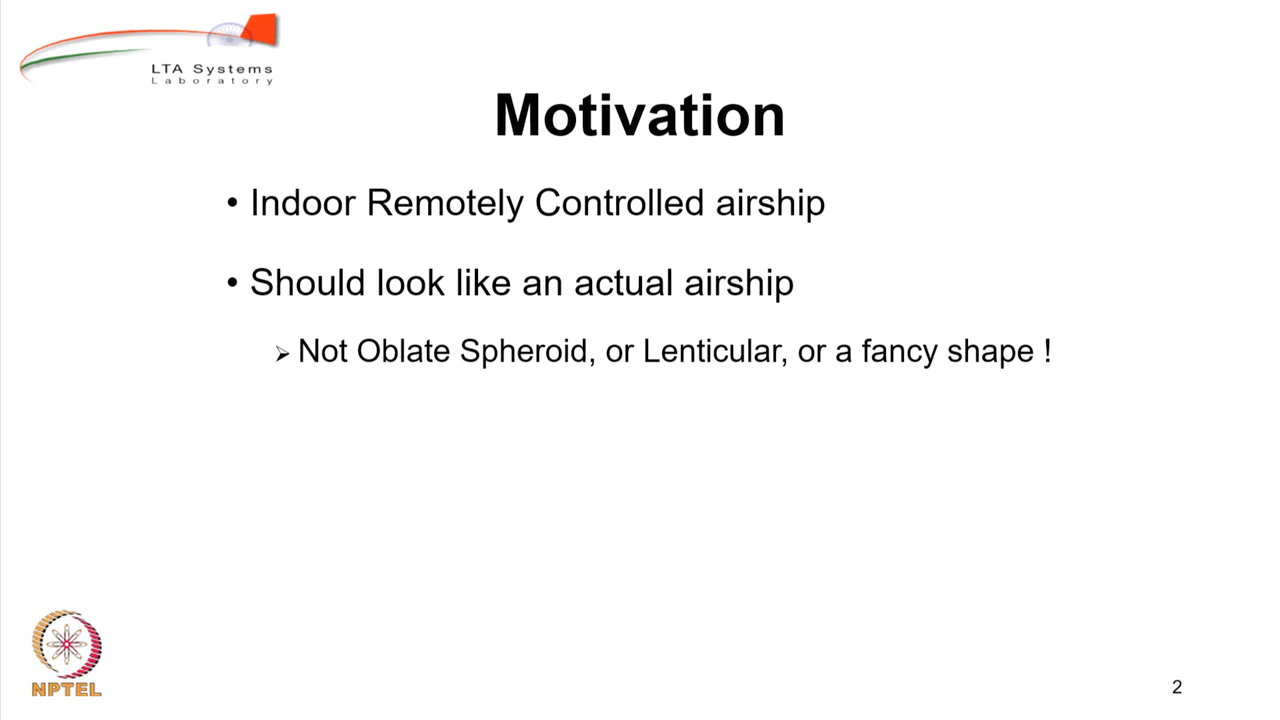 LTA Systems
Laboratory
Motivation
• Indoor Remotely Controlled airship
• Should look like an actual airship
➢ Not Oblate Spheroid, or Lenticular, or a fancy shape !
NPTEL
2